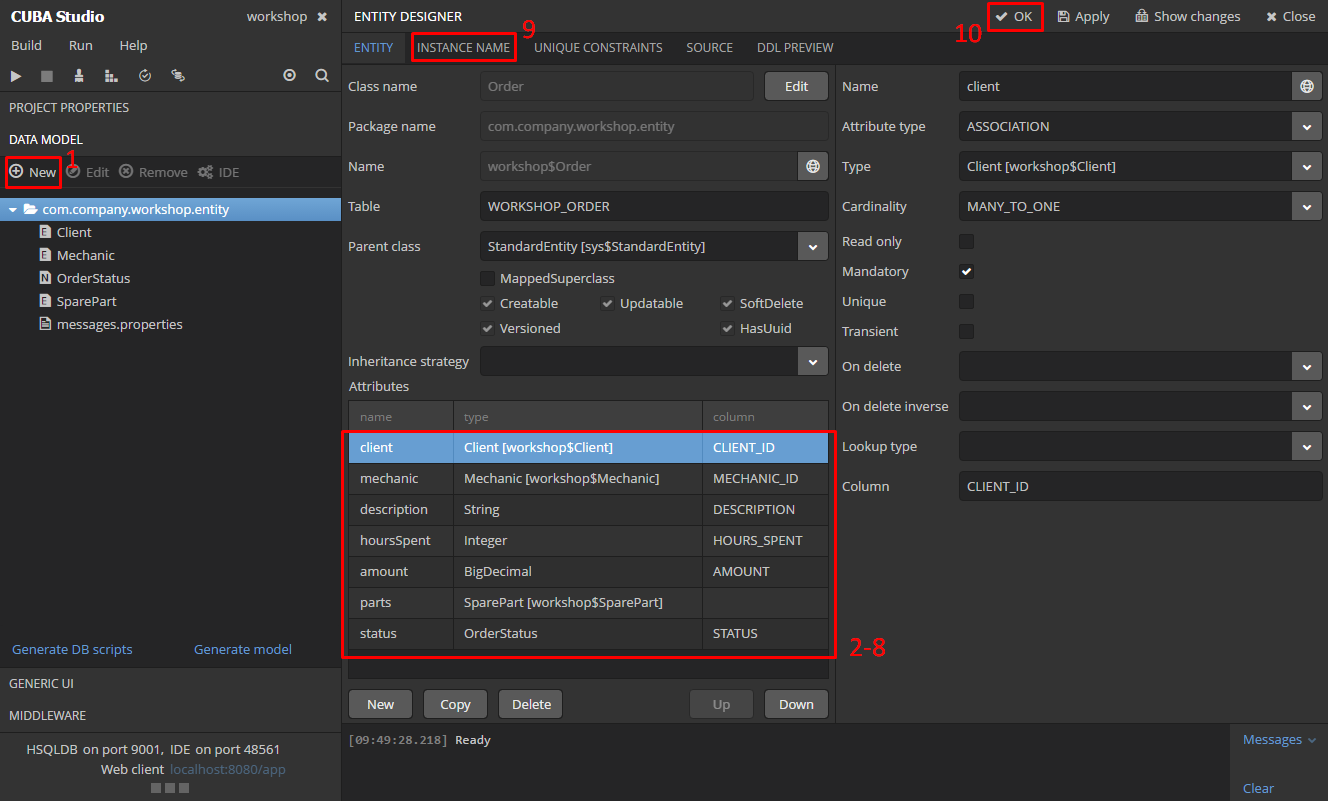 CUBA Studio
workshop ✖
Build Run Help
PROJECT PROPERTIES
DATA MODEL
1
New Edit Remove IDE
com.company.workshop.entity
E Client
E Mechanic
N OrderStatus
E SparePart
messages.properties
Generate DB scripts Generate model
GENERIC UI
MIDDLEWARE
HSQLDB on port 9001, IDE on port 48561
Web client localhost:8080/app
ENTITY DESIGNER
10
OK Apply Show changes Close
9
ENTITY INSTANCE NAME UNIQUE CONSTRAINTS SOURCE DDL PREVIEW
Class name Order Edit
Package name com.company.workshop.entity
Name workshop$Order
Table WORKSHOP_ORDER
Parent class StandardEntity [sys$StandardEntity]
MappedSuperclass
Creatable Updatable SoftDelete
Versioned HasUuid
Inheritance strategy
Attributes
name type column
client Client [workshop$Client] CLIENT_ID
mechanic Mechanic [workshop$Mechanic] MECHANIC_ID
description String DESCRIPTION
hoursSpent Integer HOURS_SPENT
amount BigDecimal AMOUNT
parts SparePart [workshop$SparePart]
status OrderStatus STATUS
2-8
New Copy Delete Up Down
Name client
Attribute type ASSOCIATION
Type Client [workshop$Client]
Cardinality MANY_TO_ONE
Read only
Mandatory
Unique
Transient
On delete
On delete inverse
Lookup type
Column CLIENT_ID
[09:49:28.218] Ready
Messages
Clear